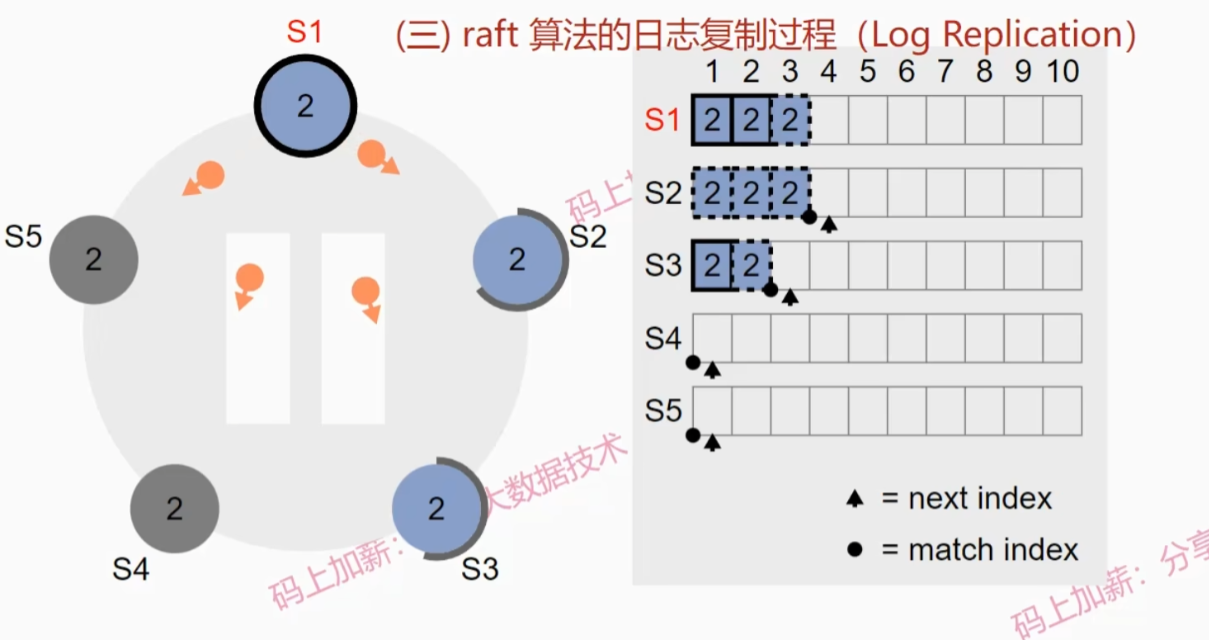 (三) raft 算法的日志复制过程（Log Replication）
S1
2
S5
2
2
S2
2
S4
2
S3
1 2 3 4 5 6 7 8 9 10
S1 2 2 2
S2 2 2 2
S3 2 2
S4
S5
= next index
= match index
码上加
码上加薪：
大数据技术
码上加薪：分享